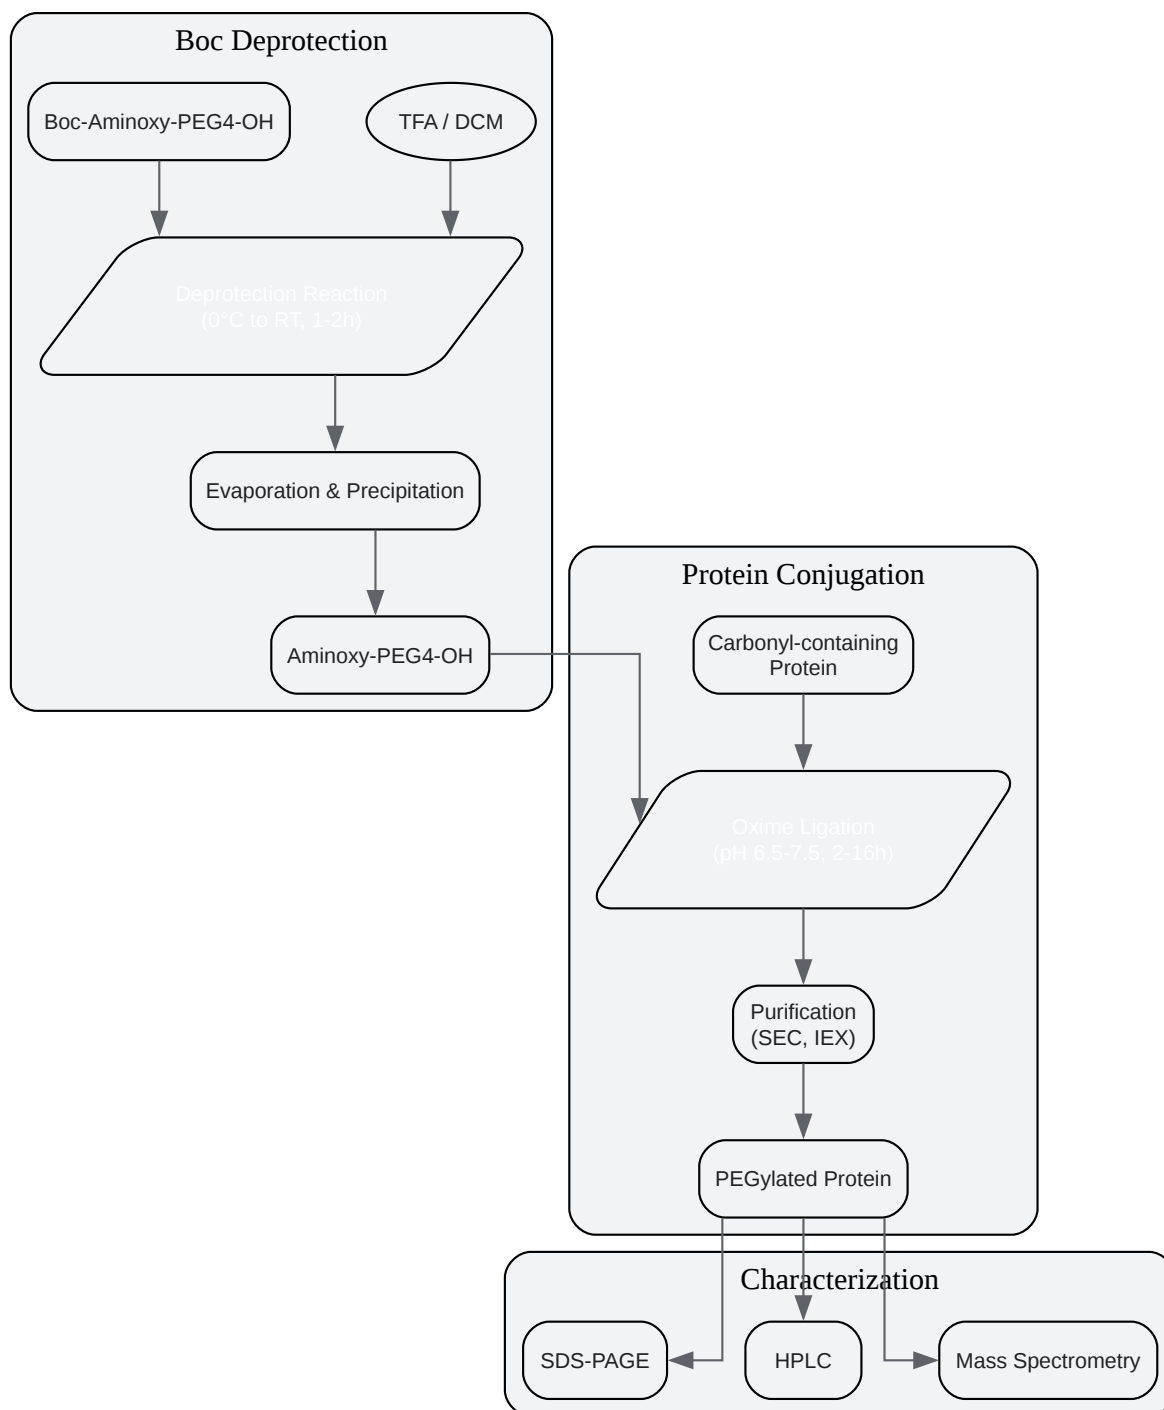 Boc Deprotection
Boc-Aminoxy-PEG4-OH
TFA / DCM
Deprotection Reaction
(0°C to RT, 1-2h)
Evaporation & Precipitation
Aminoxy-PEG4-OH
Protein Conjugation
Carbonyl-containing
Protein
Oxime Ligation
(pH 6.5-7.5, 2-16h)
Purification
(SEC, IEX)
PEGylated Protein
Characterization
SDS-PAGE
HPLC
Mass Spectrometry